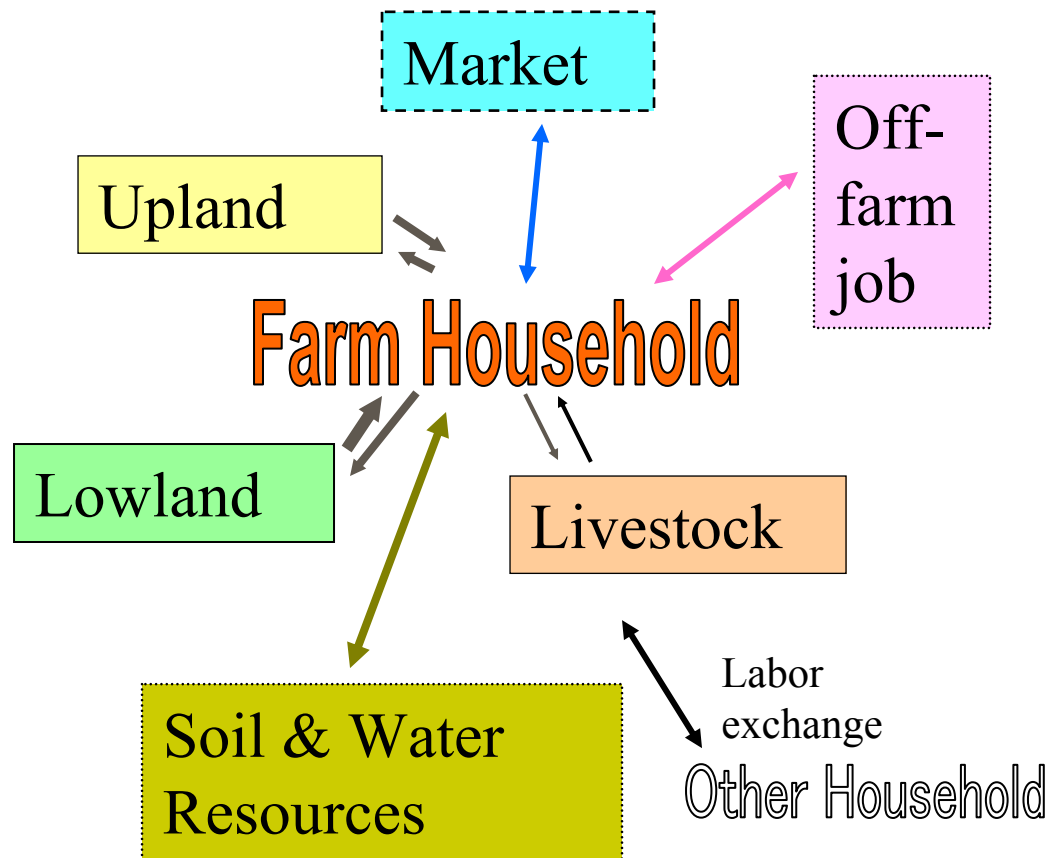 Market
Off-
farm
job
Upland
Farm Household
Lowland
Livestock
Labor
exchange
Soil & Water
Resources
Other Household